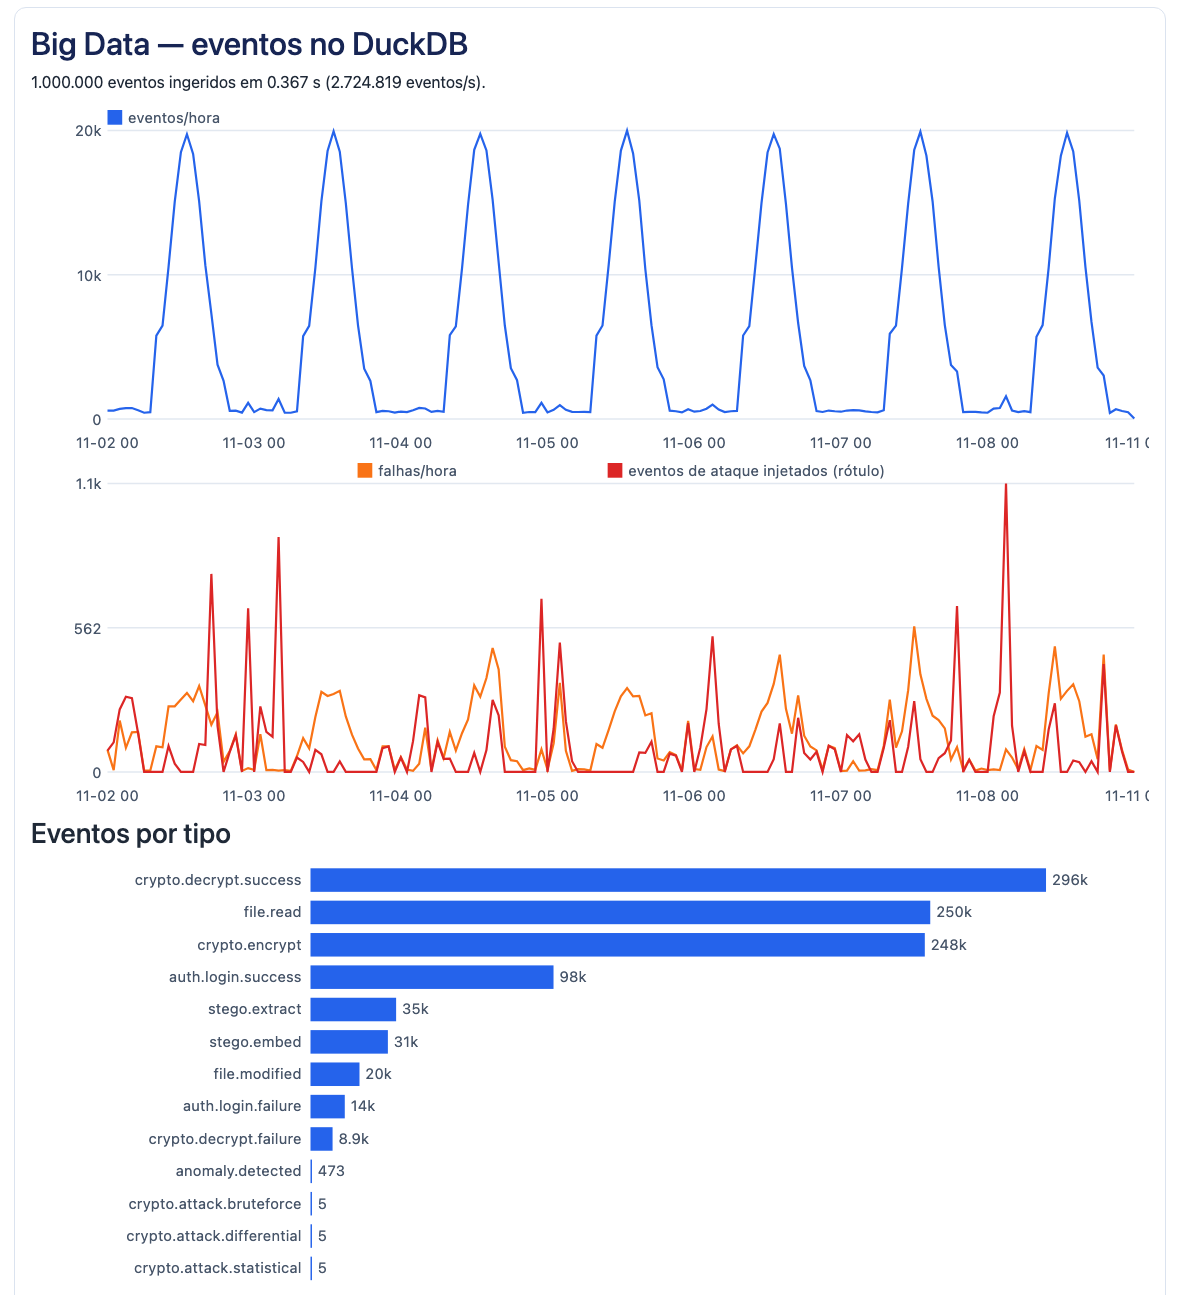 Big Data — eventos no DuckDB
1.000.000 eventos ingeridos em 0.367 s (2.724.819 eventos/s).
eventos/hora
20k
10k
0
11-02 00 11-03 00 11-04 00 11-05 00 11-06 00 11-07 00 11-08 00 11-11
falhas/hora eventos de ataque injetados (rótulo)
1.1k
562
0
11-02 00 11-03 00 11-04 00 11-05 00 11-06 00 11-07 00 11-08 00 11-11
Eventos por tipo
crypto.decrypt.success 296k
file.read 250k
crypto.encrypt 248k
auth.login.success 98k
stego.extract 35k
stego.embed 31k
file.modified 20k
auth.login.failure 14k
crypto.decrypt.failure 8.9k
anomaly.detected 473
crypto.attack.bruteforce 5
crypto.attack.differential 5
crypto.attack.statistical 5